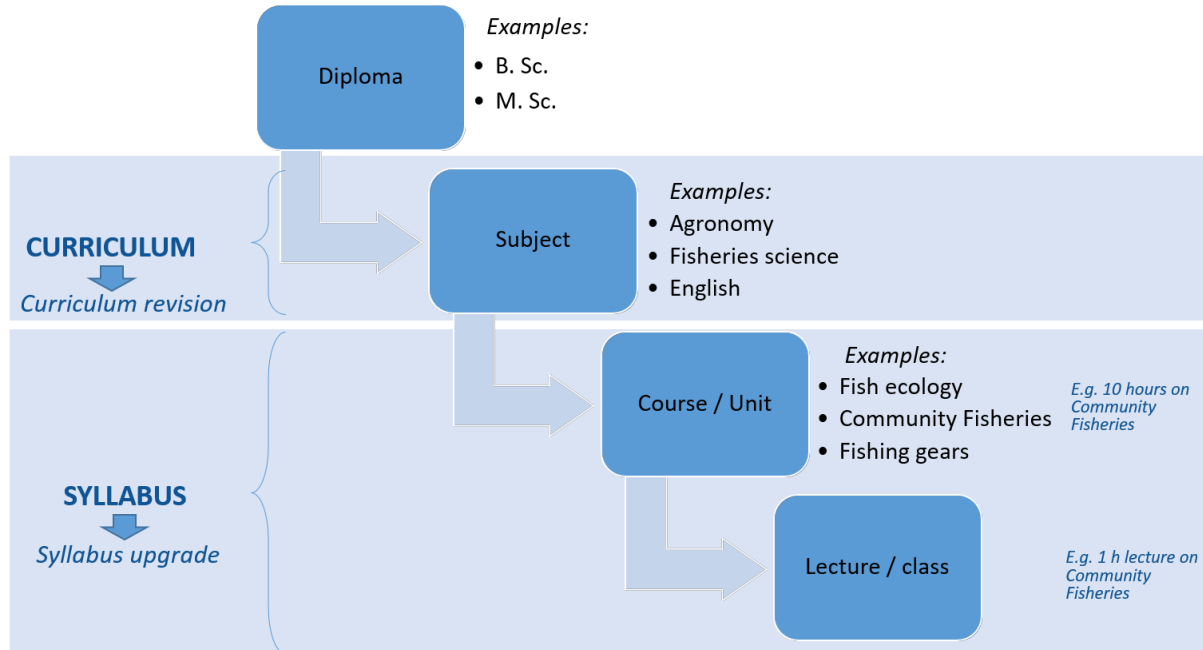 Diploma
Examples:
• B. Sc.
• M. Sc.
CURRICULUM
Curriculum revision
Subject
Examples:
• Agronomy
• Fisheries science
• English
SYLLABUS
Syllabus upgrade
Course / Unit
Examples:
• Fish ecology
• Community Fisheries
• Fishing gears
E.g. 10 hours on
Community
Fisheries
Lecture / class
E.g. 1 h lecture on
Community
Fisheries